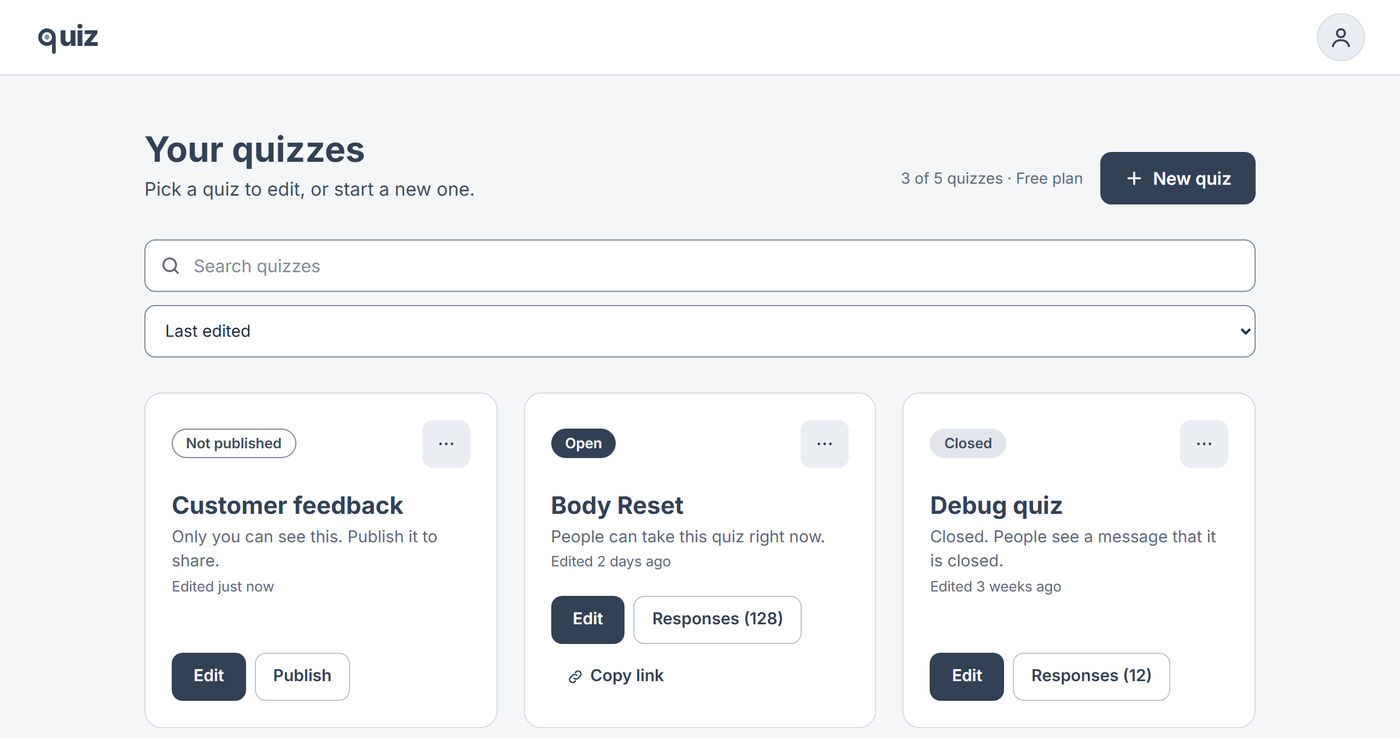 quiz
Your quizzes
Pick a quiz to edit, or start a new one.
3 of 5 quizzes · Free plan
+ New quiz
Search quizzes
Last edited
Not published
...
Customer feedback
Only you can see this. Publish it to
share.
Edited just now
Edit
Publish
Open
...
Body Reset
People can take this quiz right now.
Edited 2 days ago
Edit
Responses (128)
Copy link
Closed
...
Debug quiz
Closed. People see a message that it
is closed.
Edited 3 weeks ago
Edit
Responses (12)